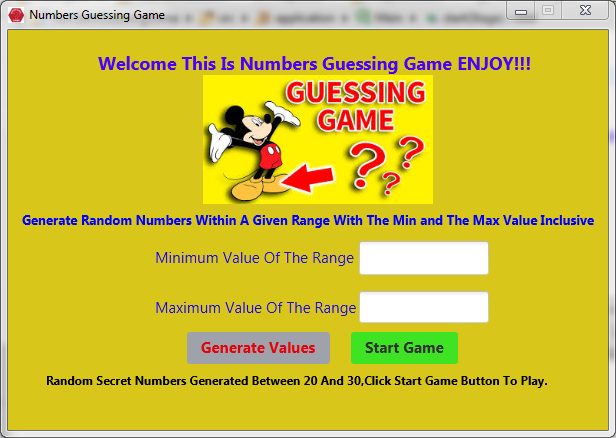 Numbers Guessing Game
Welcome This Is Numbers Guessing Game ENJOY!!!
GUESSING
GAME
? ? ?
Generate Random Numbers Within A Given Range With The Min and The Max Value Inclusive
Minimum Value Of The Range
Maximum Value Of The Range
Generate Values Start Game
Random Secret Numbers Generated Between 20 And 30,Click Start Game Button To Play.